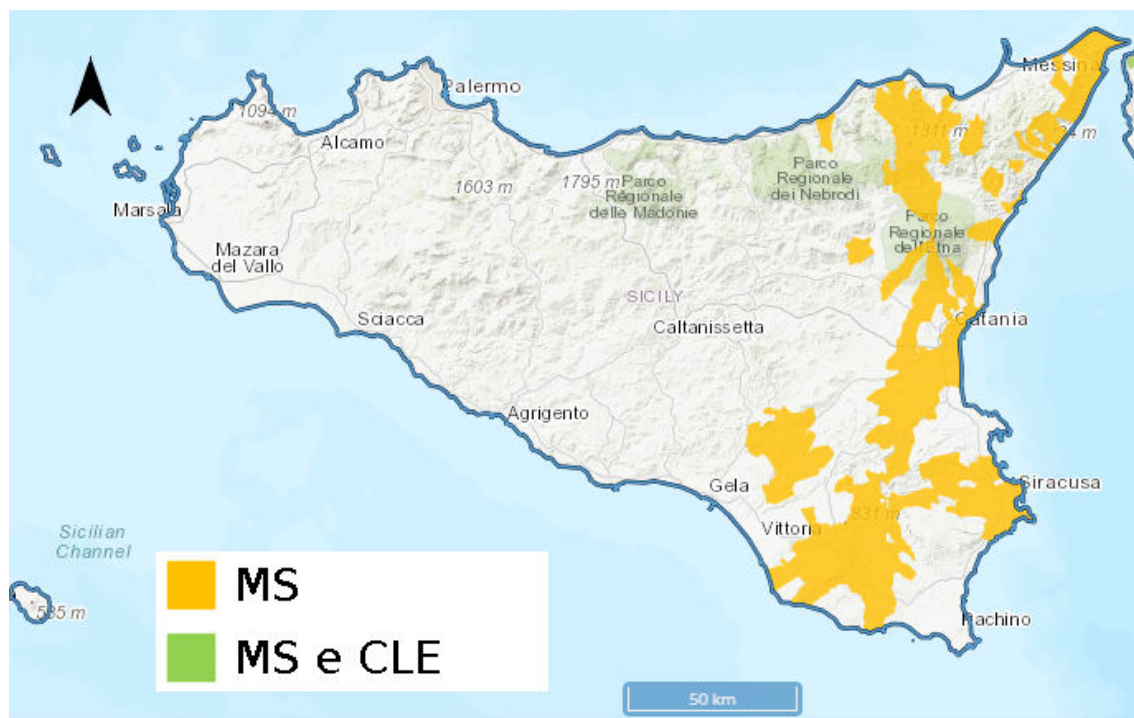 Messina
Palermo
1094 m
1311 m
Alcamo
Parco
Regionale
dei Nebrodi
1603 m
1795 m
Parco
Regionale
delle Madonie
Marsala
Parco
Regionale
dell'Etna
Mazara
del Vallo
SICILY
Sciacca
Caltanissetta
Catania
Agrigento
Gela
Siracusa
831 m
Vittoria
Sicilian
Channel
MS
585 m
Pachino
MS e CLE
50 km